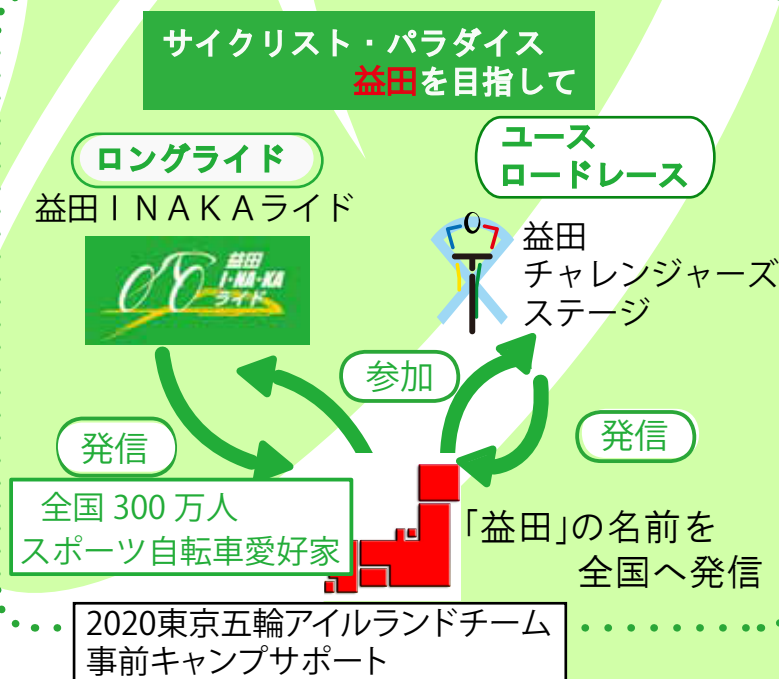 サイクリスト・パラダイス
益田を目指して
ロングライド
益田ＩＮＡＫＡライド
益田
I・NA・KA
ライド
ユース
ロードレース
益田
チャレンジャーズ
ステージ
参加
発信
発信
全国 300 万人
スポーツ自転車愛好家
「益田」の名前を
全国へ発信
2020東京五輪アイルランドチーム
事前キャンプサポート